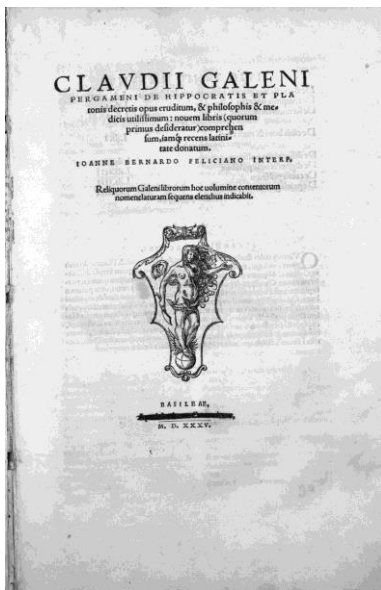 CLAVDII GALENI
PERGAMENI DE HIPPOCRATIS ET PLA
tonis decretis opus eruditum, & philosophis & me-
dicis utilissimum: nouem libris (quorum
primus desideratur) comprehen
sum, iamq́; recens latini-
tate donatum.
IOANNE BERNARDO FELICIANO INTERP.
Reliquorum Galeni librorum hoc uolumine contentorum
nomenclaturam sequens elenchus indicabit.
BASILEAE,
M. D. XXXV.